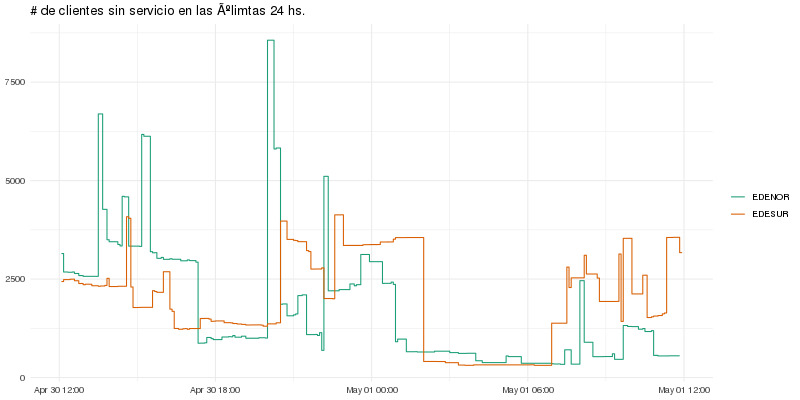 # de clientes sin servicio en las Ãºlimtas 24 hs.
7500
5000
2500
0
Apr 30 12:00
Apr 30 18:00
May 01 00:00
May 01 06:00
May 01 12:00
EDENOR
EDESUR